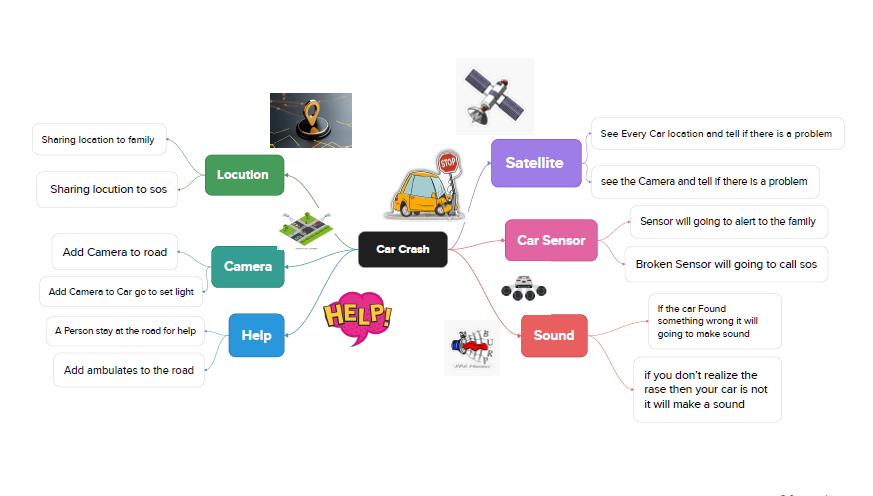 Sharing location to family
Sharing locution to sos
Locution
Add Camera to road
Add Camera to Car go to set light
Camera
A Person stay at the road for help
Add ambulates to the road
Help
HELP!
STOP
Car Crash
Satellite
See Every Car location and tell if there is a problem
see the Camera and tell if there is a problem
Car Sensor
Sensor will going to alert to the family
Broken Sensor will going to call sos
Sound
BURP
If the car Found
something wrong it will
going to make sound
if you don't realize the
rase then your car is not
it will make a sound